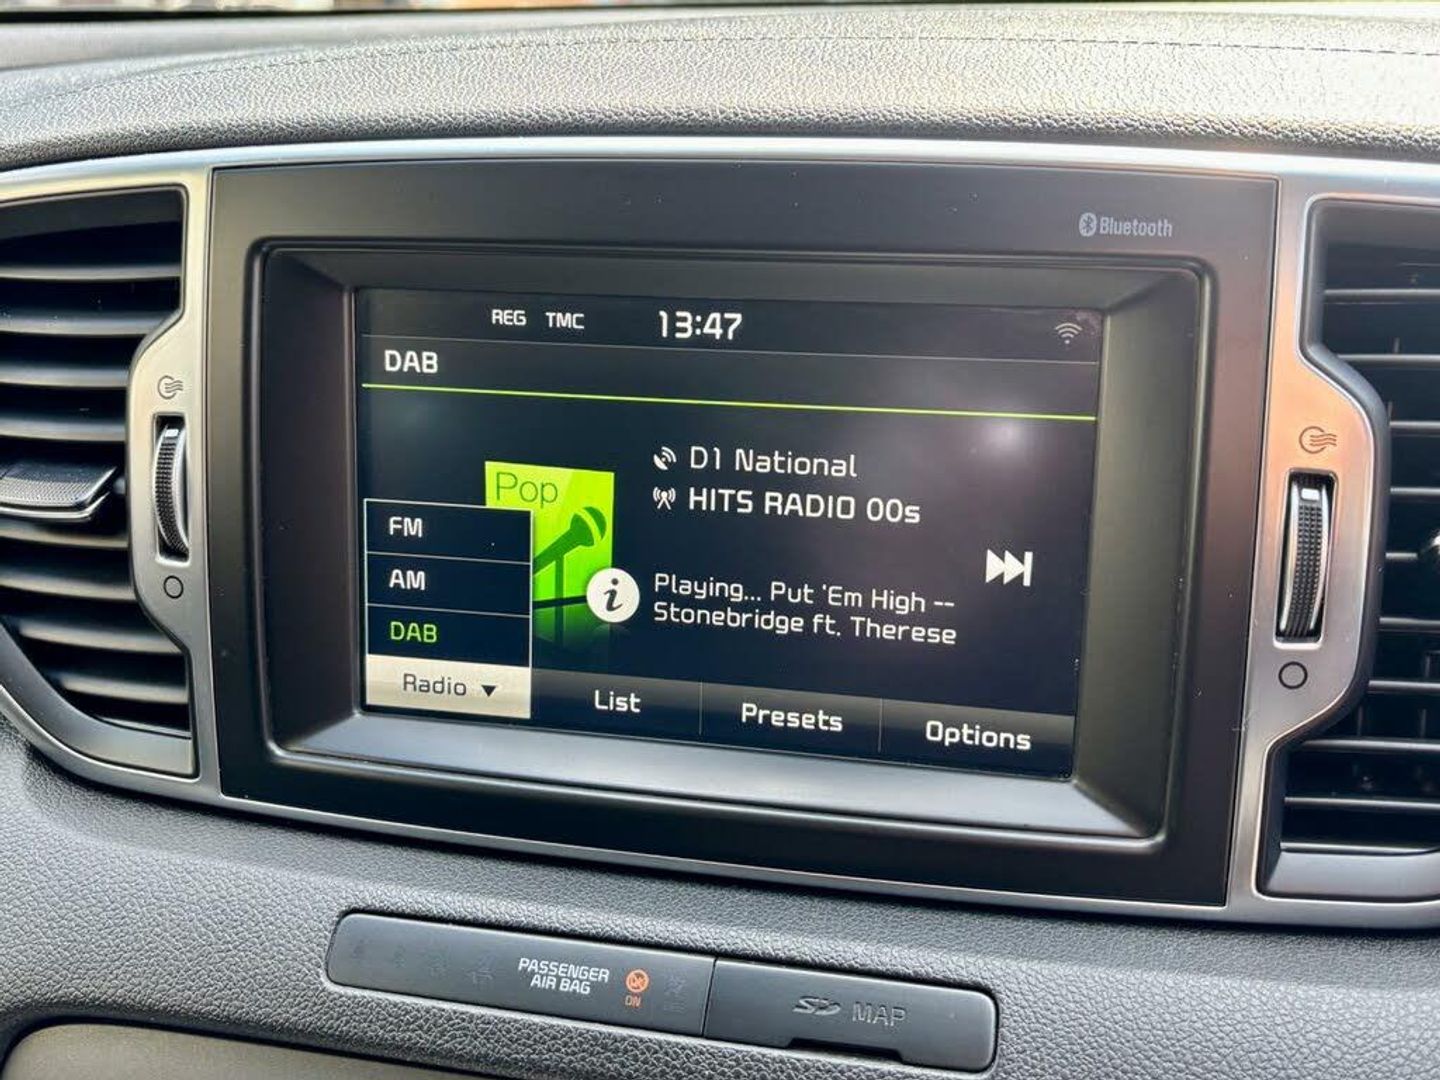 Bluetooth
REG TMC 13:47
DAB
D1 National
HITS RADIO 00s
Pop
Playing... Put 'Em High --
Stonebridge ft. Therese
FM
AM
DAB
Radio ▼
List
Presets
Options
PASSENGER
AIR BAG
ON
SD MAP